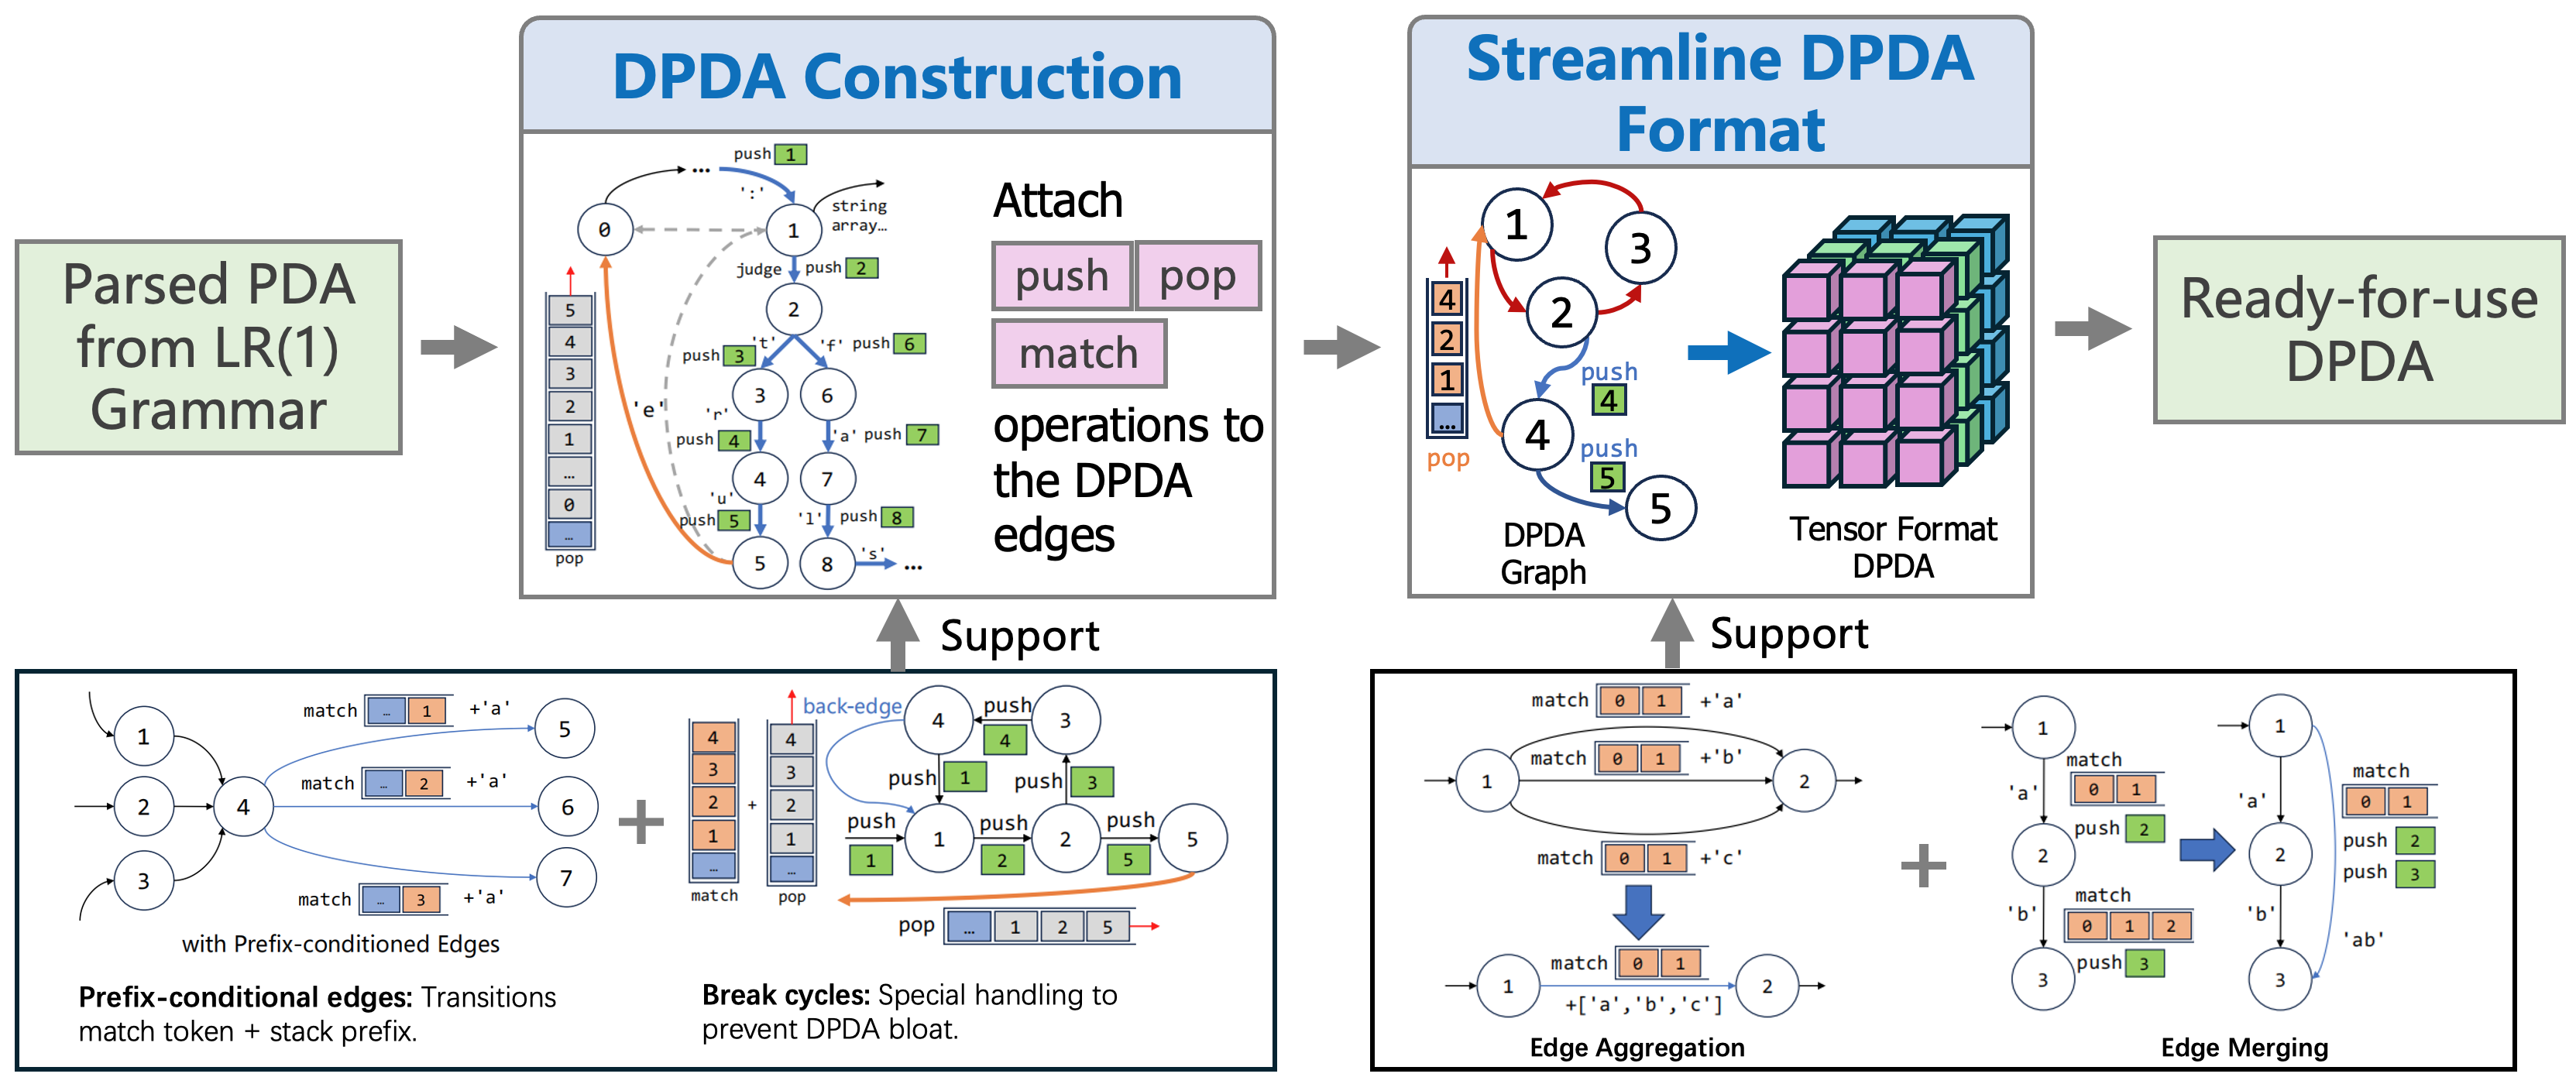 DPDA Construction
Streamline DPDA
Format
Parsed PDA
from LR(1)
Grammar
push 1
':'
...
0
1
string
array…
judge push 2
2
't' 'f'
push 3
push 6
3
6
'r'
push 4
'a' push 7
4
7
'u'
push 5
'l' push 8
5
8
's' ...
'e'
5
4
3
2
1
…
0
…
pop
Attach
push pop
match
operations to
the DPDA
edges
1
3
2
4
2
1
...
pop
push
4
4
push
5
5
DPDA
Graph
Tensor Format
DPDA
Ready-for-use
DPDA
Support
Support
1
2
3
4
match … 1 +'a'
5
match … 2 +'a'
6
match … 3 +'a'
7
with Prefix-conditioned Edges
Prefix-conditional edges: Transitions
match token + stack prefix.
+
4
3
2
1
…
match
+
4
3
2
1
…
pop
back-edge
4
push
4
3
push 1
push 3
push
1
1
push
2
2
push
5
5
pop … 1 2 5
Break cycles: Special handling to
prevent DPDA bloat.
match 0 1 +'a'
match 0 1 +'b'
1
2
match 0 1 +'c'
match 0 1
1
2
+['a','b','c']
Edge Aggregation
+
1
match
'a' 0 1
push 2
2
match
'b' 0 1 2
push 3
3
1
match
'a' 0 1
push 2
2
push 3
'b'
'ab'
3
Edge Merging